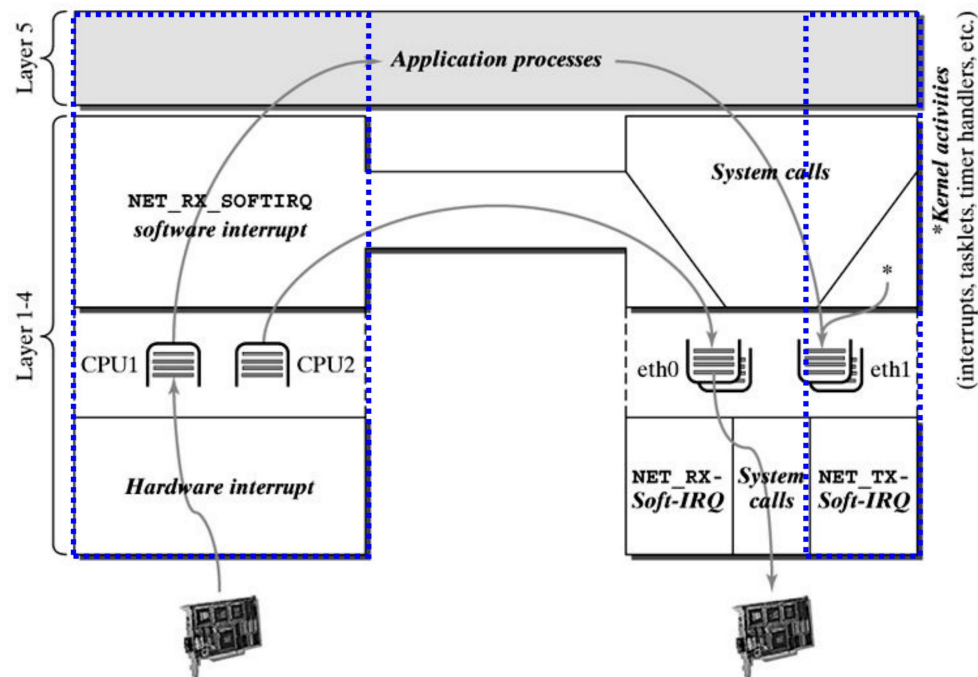 Layer 5
Application processes
*Kernel activities
(interrupts, tasklets, timer handlers, etc.)
Layer 1-4
NET_RX_SOFTIRQ
software interrupt
System calls
*
CPU1
CPU2
eth0
eth1
Hardware interrupt
NET_RX-
Soft-IRQ
System
calls
NET_TX-
Soft-IRQ